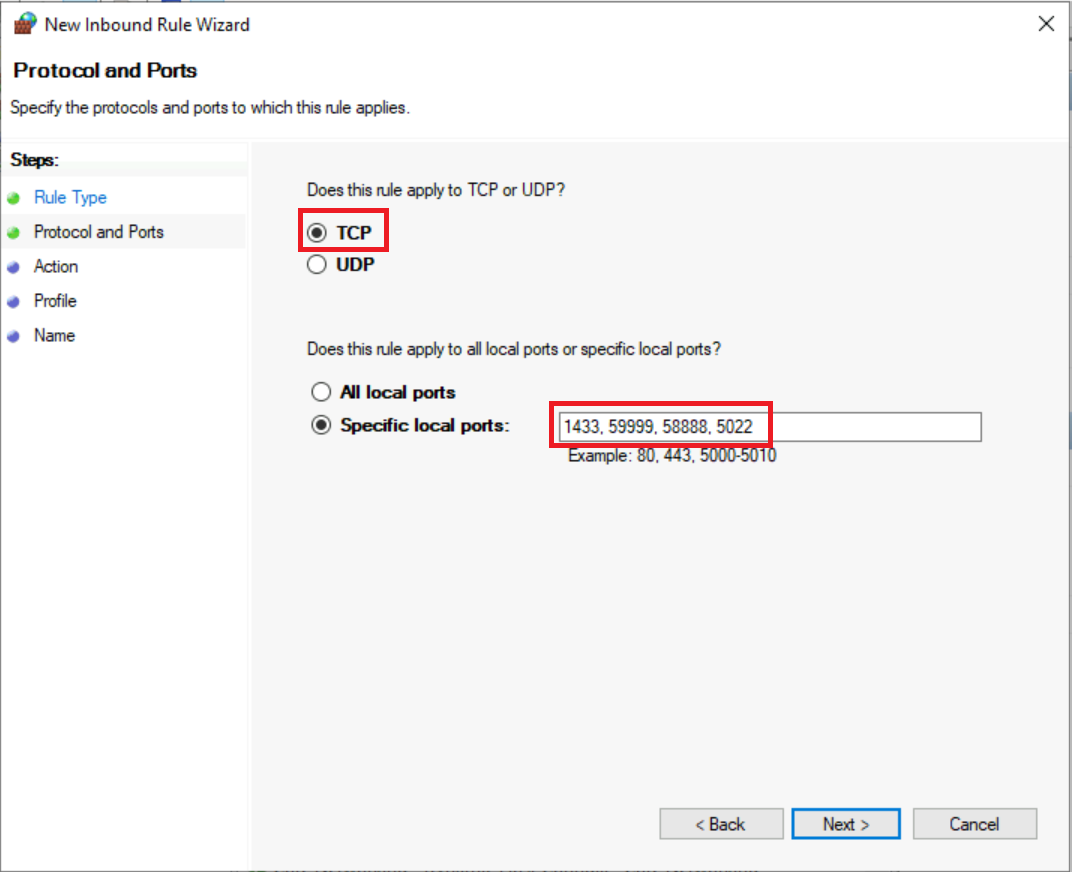 New Inbound Rule Wizard
Protocol and Ports
Specify the protocols and ports to which this rule applies.
Steps:
Rule Type
Protocol and Ports
Action
Profile
Name
Does this rule apply to TCP or UDP?
TCP
UDP
Does this rule apply to all local ports or specific local ports?
All local ports
Specific local ports:
1433, 59999, 58888, 5022
Example: 80, 443, 5000-5010
< Back
Next >
Cancel